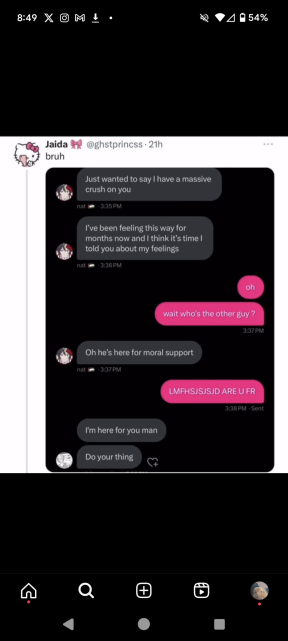 8:49
54%
Jaida @ghstprincss · 21h
bruh
Just wanted to say I have a massive
crush on you
nat · 3:35 PM
I've been feeling this way for
months now and I think it's time I
told you about my feelings
nat · 3:36 PM
oh
wait who's the other guy ?
3:37 PM
Oh he's here for moral support
nat · 3:37 PM
LMFHSJSJSJD ARE U FR
3:38 PM · Sent
I'm here for you man
Do your thing